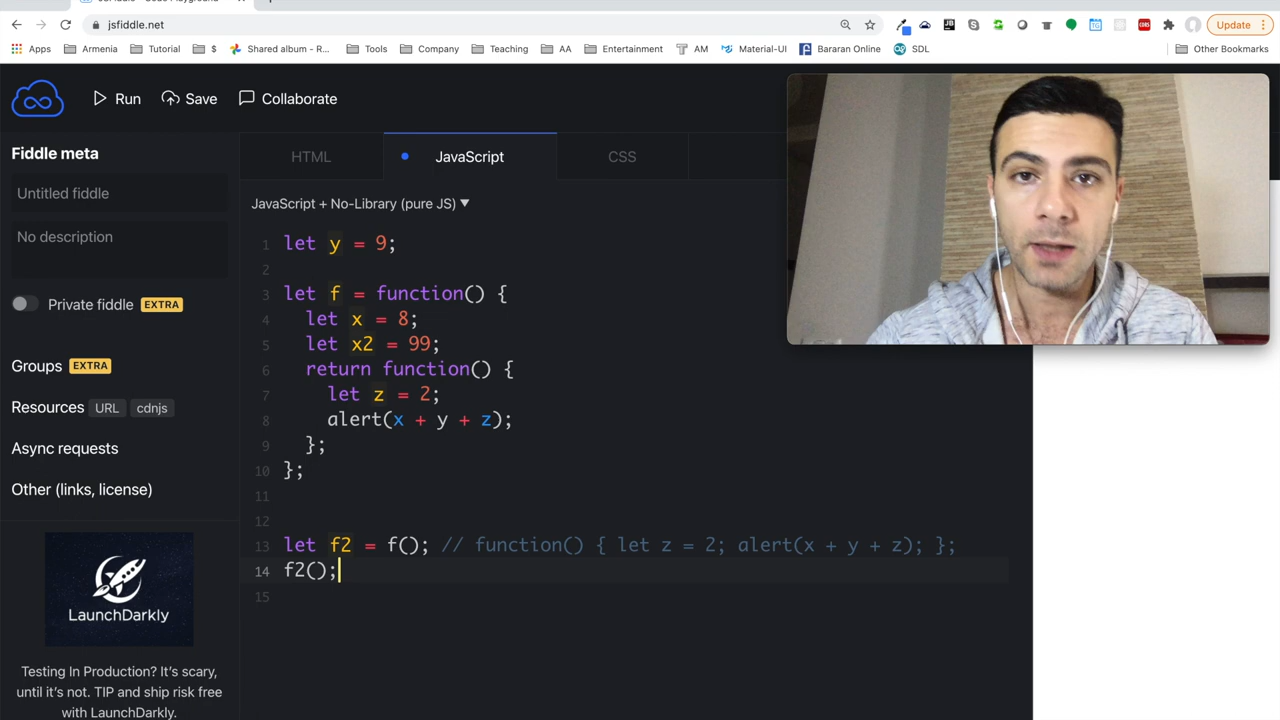 jsfiddle.net
Update
Apps Armenia Tutorial $ Shared album - R... Tools Company Teaching AA Entertainment AM Material-UI Bararan Online SDL Other Bookmarks
Run Save Collaborate
Fiddle meta
Untitled fiddle
No description
Private fiddle EXTRA
Groups EXTRA
Resources URL cdnjs
Async requests
Other (links, license)
LaunchDarkly
Testing In Production? It's scary,
until it's not. TIP and ship risk free
with LaunchDarkly.
HTML JavaScript CSS
JavaScript + No-Library (pure JS) ▼
1 let y = 9;
2
3 let f = function() {
4 let x = 8;
5 let x2 = 99;
6 return function() {
7 let z = 2;
8 alert(x + y + z);
9 };
10 };
11
12
13 let f2 = f(); // function() { let z = 2; alert(x + y + z); };
14 f2();
15